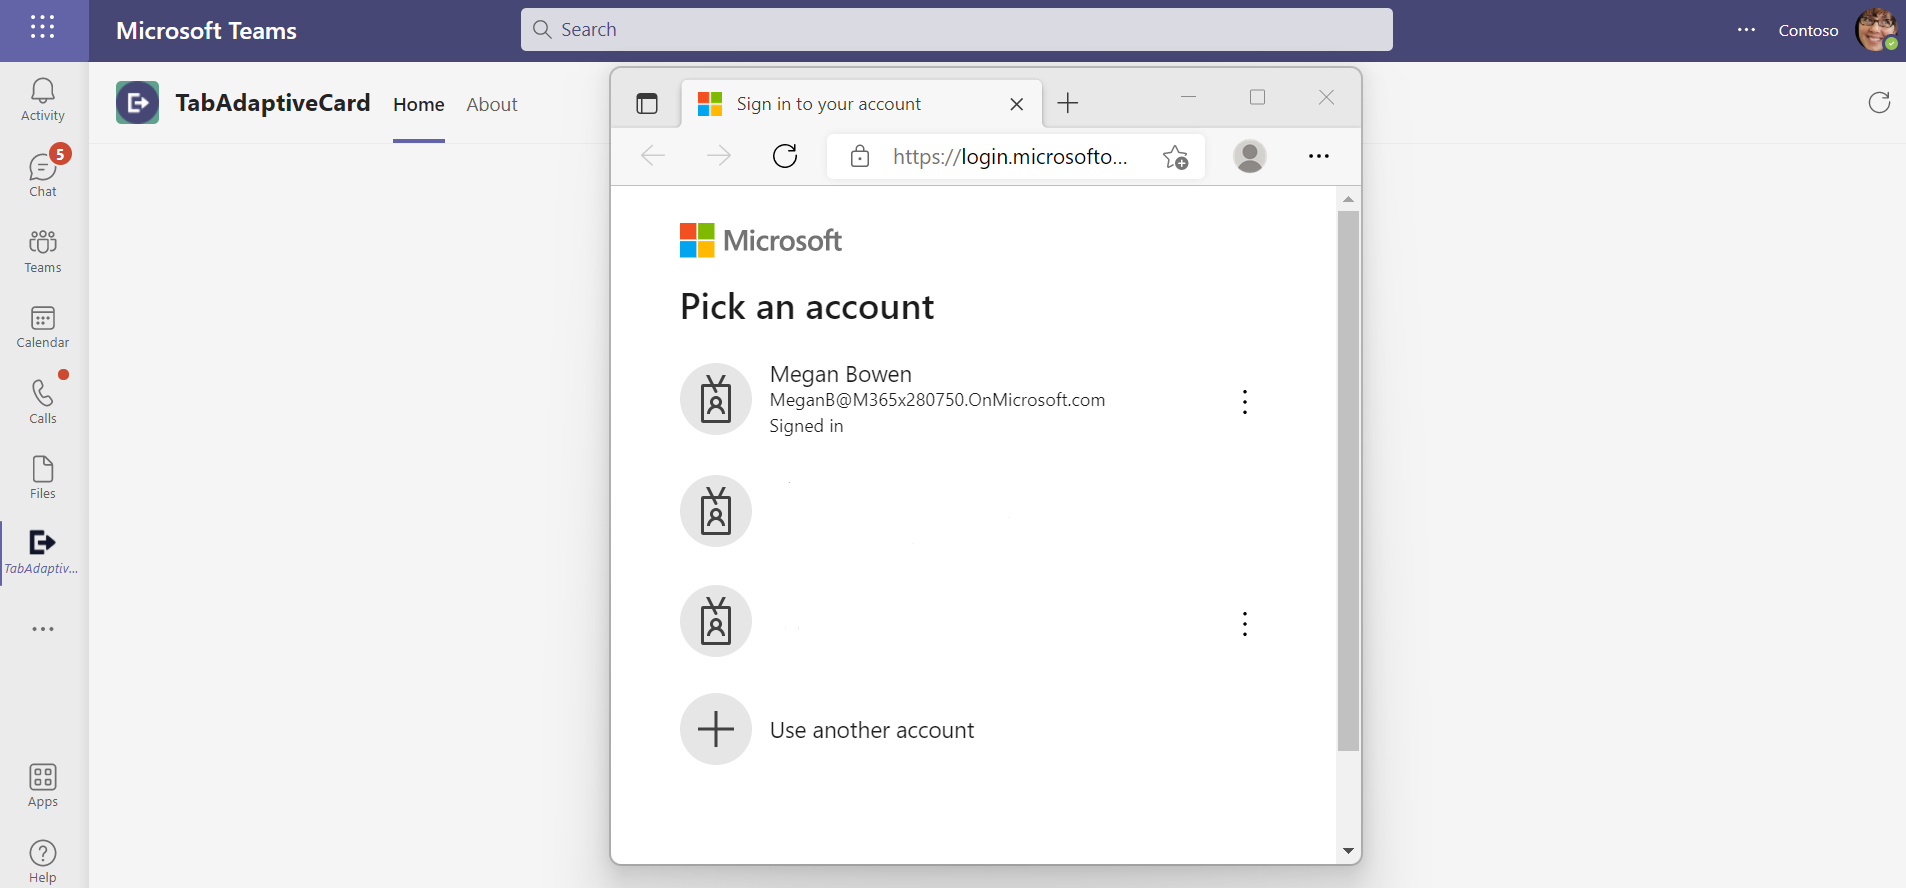 Microsoft Teams
Search
Contoso
Activity
5
Chat
Teams
Calendar
Calls
Files
TabAdaptiv...
Apps
Help
TabAdaptiveCard
Home
About
Sign in to your account
https://login.microsofto...
Microsoft
Pick an account
Megan Bowen
MeganB@M365x280750.OnMicrosoft.com
Signed in
Use another account